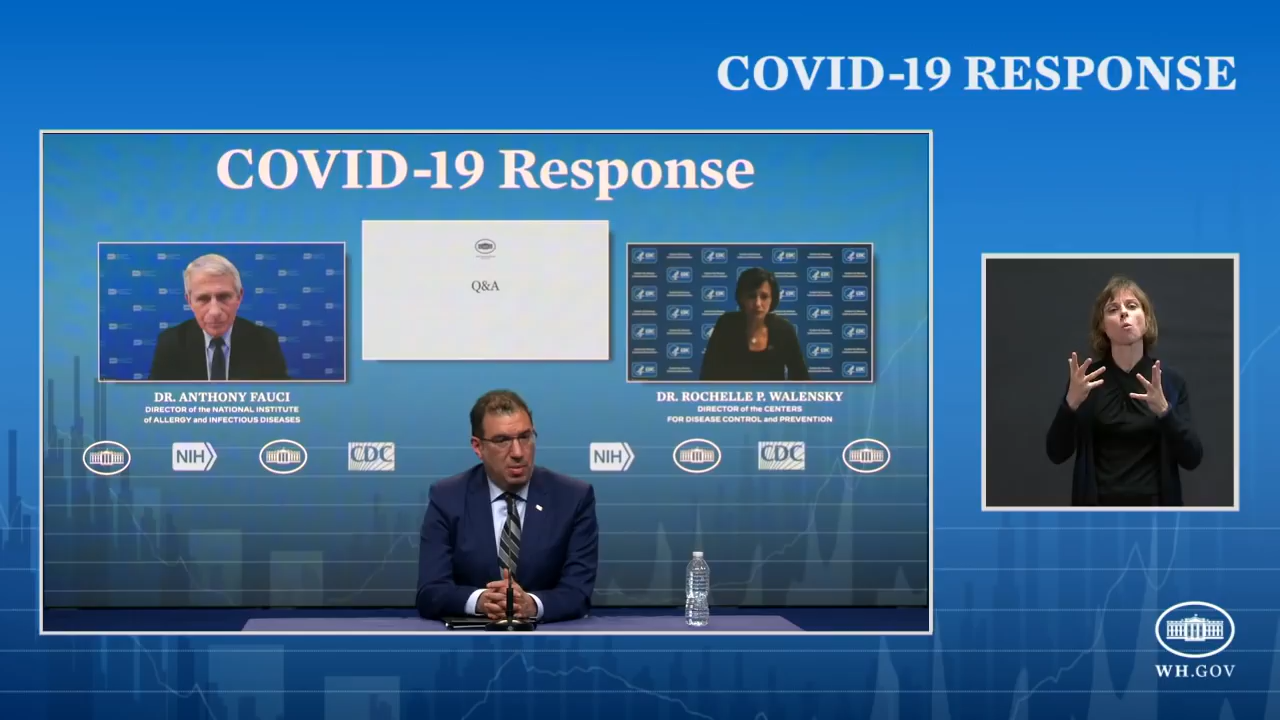 COVID-19 RESPONSE
COVID-19 Response
Q&A
DR. ANTHONY FAUCI
DIRECTOR of the NATIONAL INSTITUTE
of ALLERGY and INFECTIOUS DISEASES
DR. ROCHELLE P. WALENSKY
DIRECTOR of the CENTERS
FOR DISEASE CONTROL and PREVENTION
NIH
CDC
NIH
CDC
WH.GOV